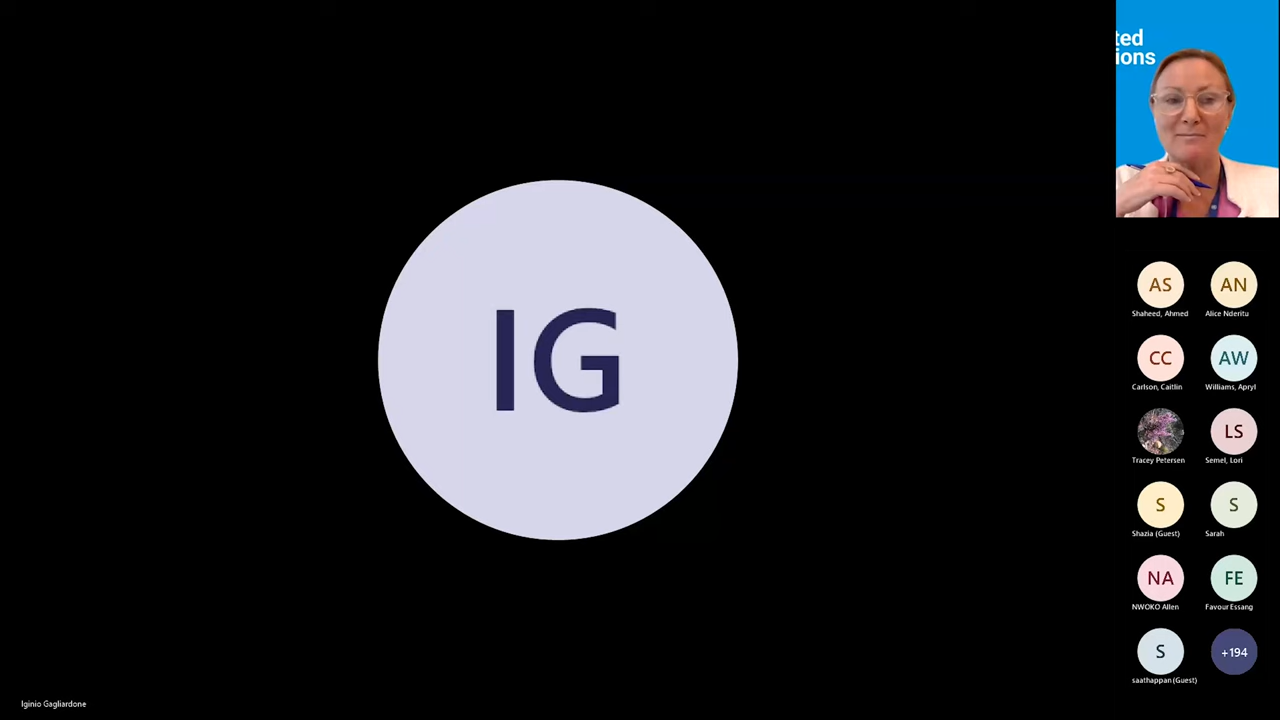 ted
ions
IG
AS
AN
Shaheed, Ahmed
Alice Nderitu
CC
AW
Carlson, Caitlin
Williams, Apryl
LS
Tracey Petersen
Semel, Lori
S
S
Shazia (Guest)
Sarah
NA
FE
NWOKO Allen
Favour Essang
S
+194
saathappan (Guest)
Iginio Gagliardone